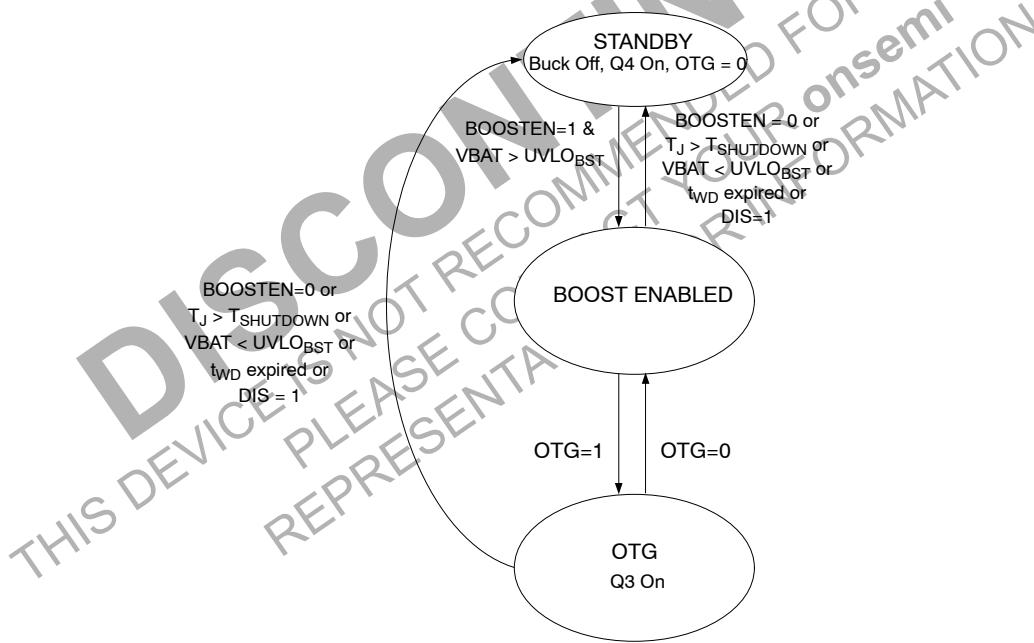 STANDBY
Buck Off, Q4 On, OTG = 0
BOOSTEN=1 &
VBAT > UVLOBST
BOOSTEN = 0 or
TJ > TSHUTDOWN or
VBAT < UVLOBST or
tWD expired or
DIS=1
BOOST ENABLED
BOOSTEN=0 or
TJ > TSHUTDOWN or
VBAT < UVLOBST or
tWD expired or
DIS = 1
OTG=1
OTG=0
OTG
Q3 On
THIS DEVICE IS NOT RECOMMENDED FOR
PLEASE CONTACT YOUR onsemi
INFORMATION